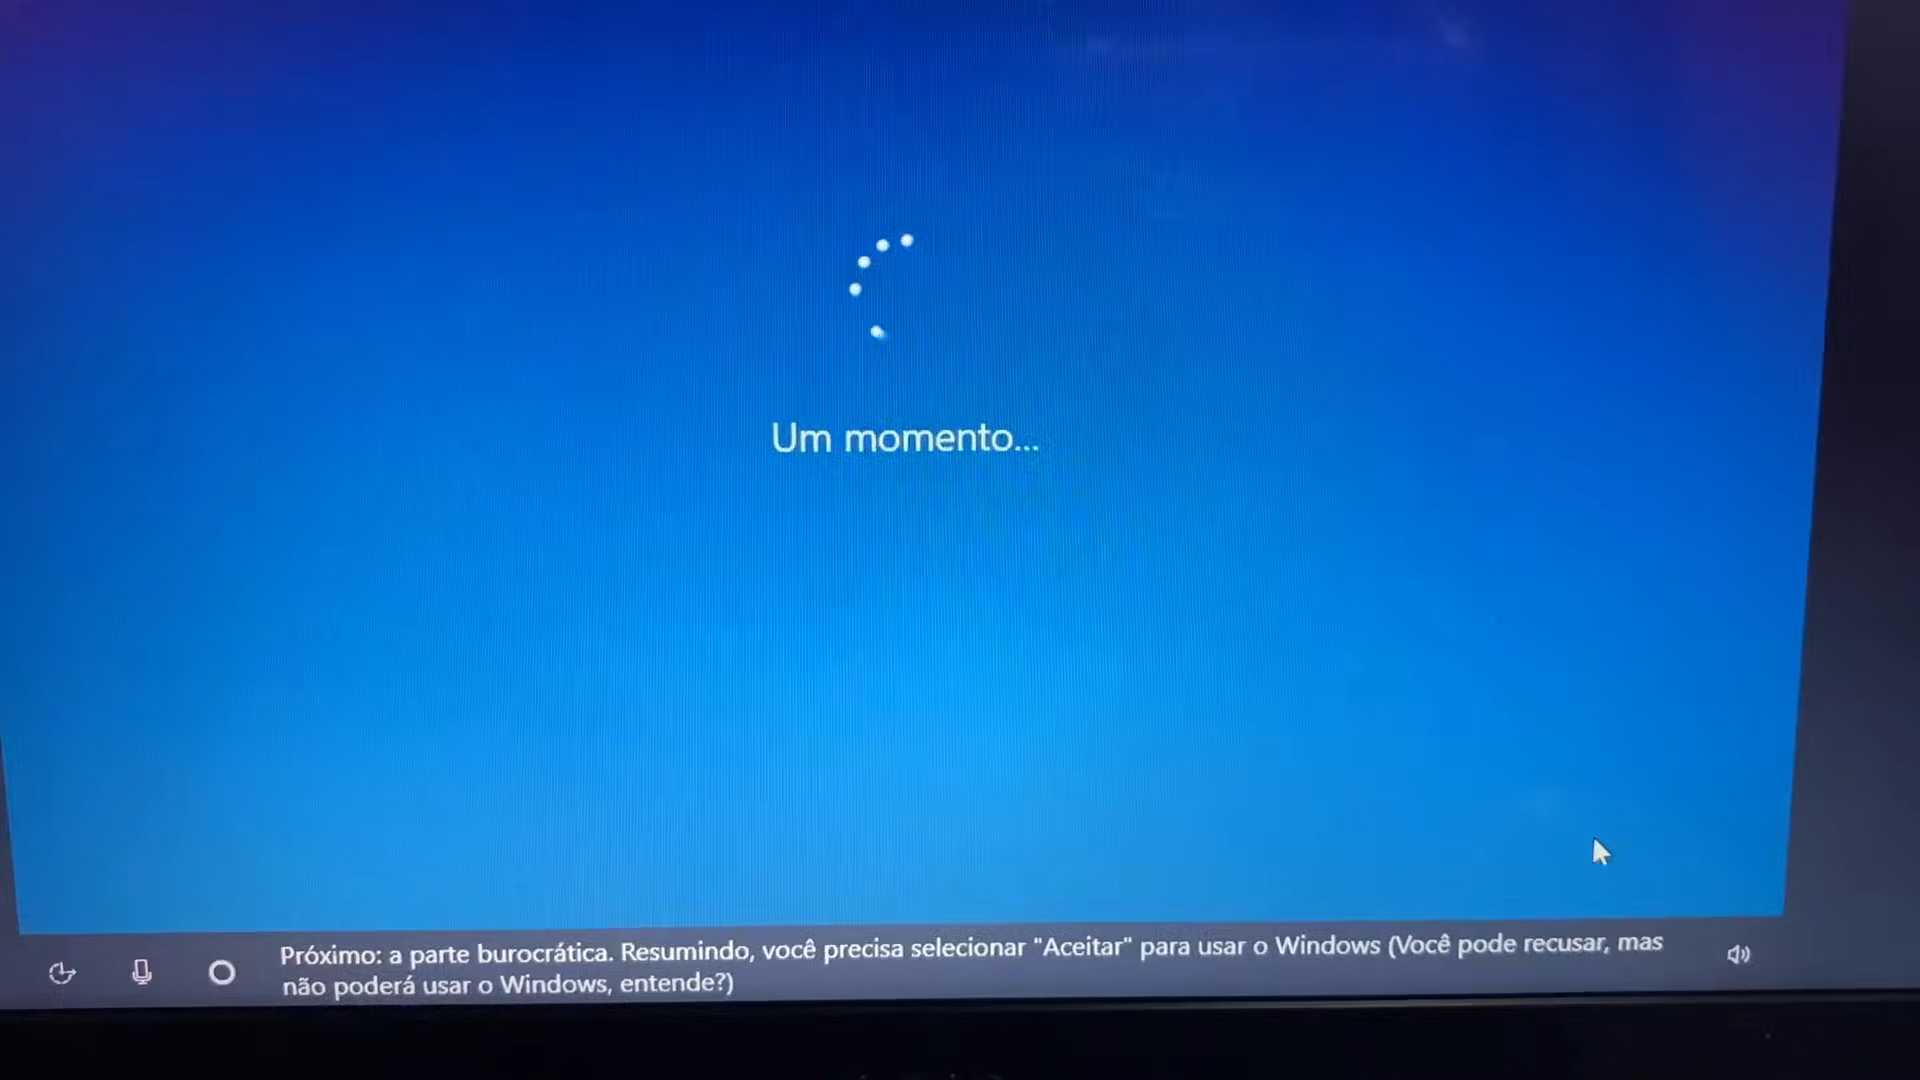 Um momento...
Próximo: a parte burocrática. Resumindo, você precisa selecionar "Aceitar" para usar o Windows (Você pode recusar, mas
não poderá usar o Windows, entende?)